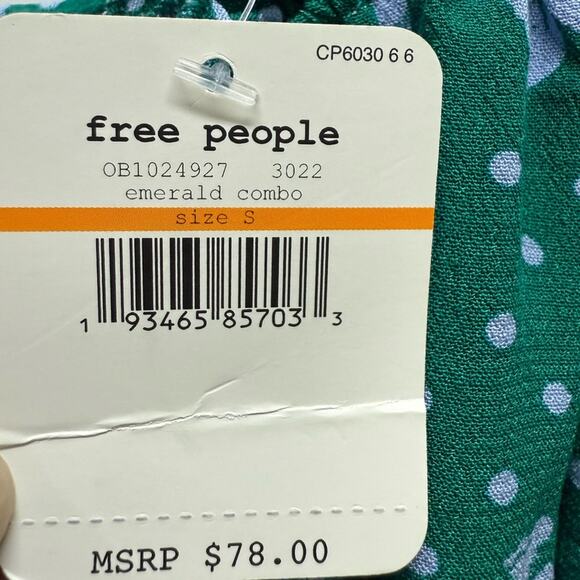 CP6030 6 6
free people
OB1024927 3022
emerald combo
size S
1 93465 85703 3
MSRP $78.00